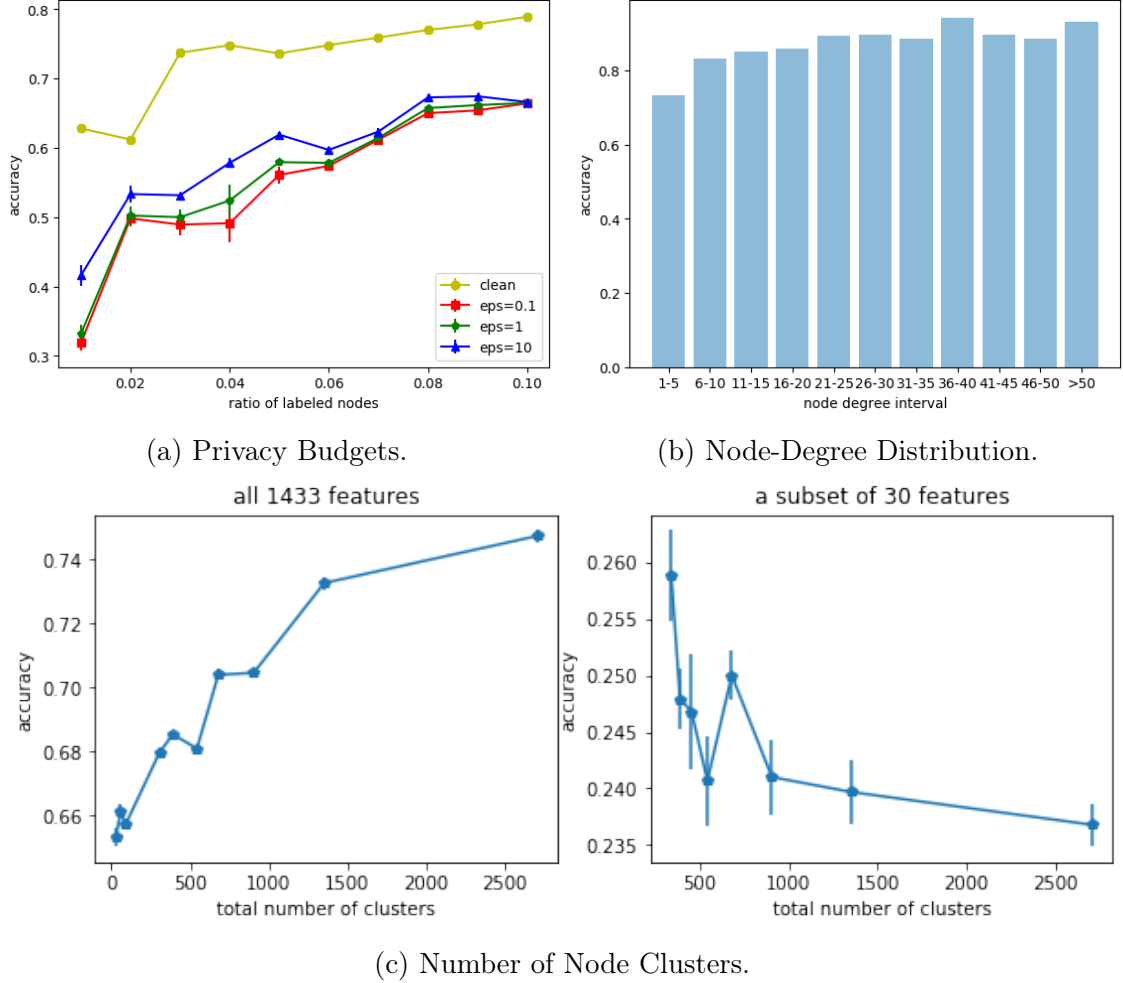 0.8
0.7
0.6
0.5
0.4
0.3
accuracy
0.02 0.04 0.06 0.08 0.10
ratio of labeled nodes
clean
eps=0.1
eps=1
eps=10
(a) Privacy Budgets.
0.8
0.6
0.4
0.2
0.0
accuracy
1-5 6-10 11-15 16-20 21-25 26-30 31-35 36-40 41-45 46-50 >50
node degree interval
(b) Node-Degree Distribution.
all 1433 features
0.74
0.72
0.70
0.68
0.66
accuracy
0 500 1000 1500 2000 2500
total number of clusters
a subset of 30 features
0.260
0.255
0.250
0.245
0.240
0.235
accuracy
500 1000 1500 2000 2500
total number of clusters
(c) Number of Node Clusters.